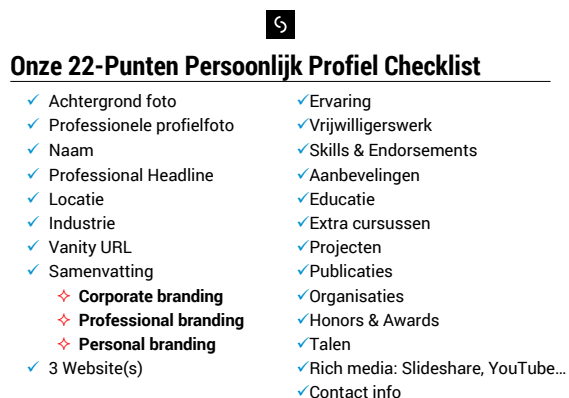 Onze 22-Punten Persoonlijk Profiel Checklist
Achtergrond foto
Professionele profielfoto
Naam
Professional Headline
Locatie
Industrie
Vanity URL
Samenvatting
Corporate branding
Professional branding
Personal branding
3 Website(s)
Ervaring
Vrijwilligerswerk
Skills & Endorsements
Aanbevelingen
Educatie
Extra cursussen
Projecten
Publicaties
Organisaties
Honors & Awards
Talen
Rich media: Slideshare, YouTube…
Contact info